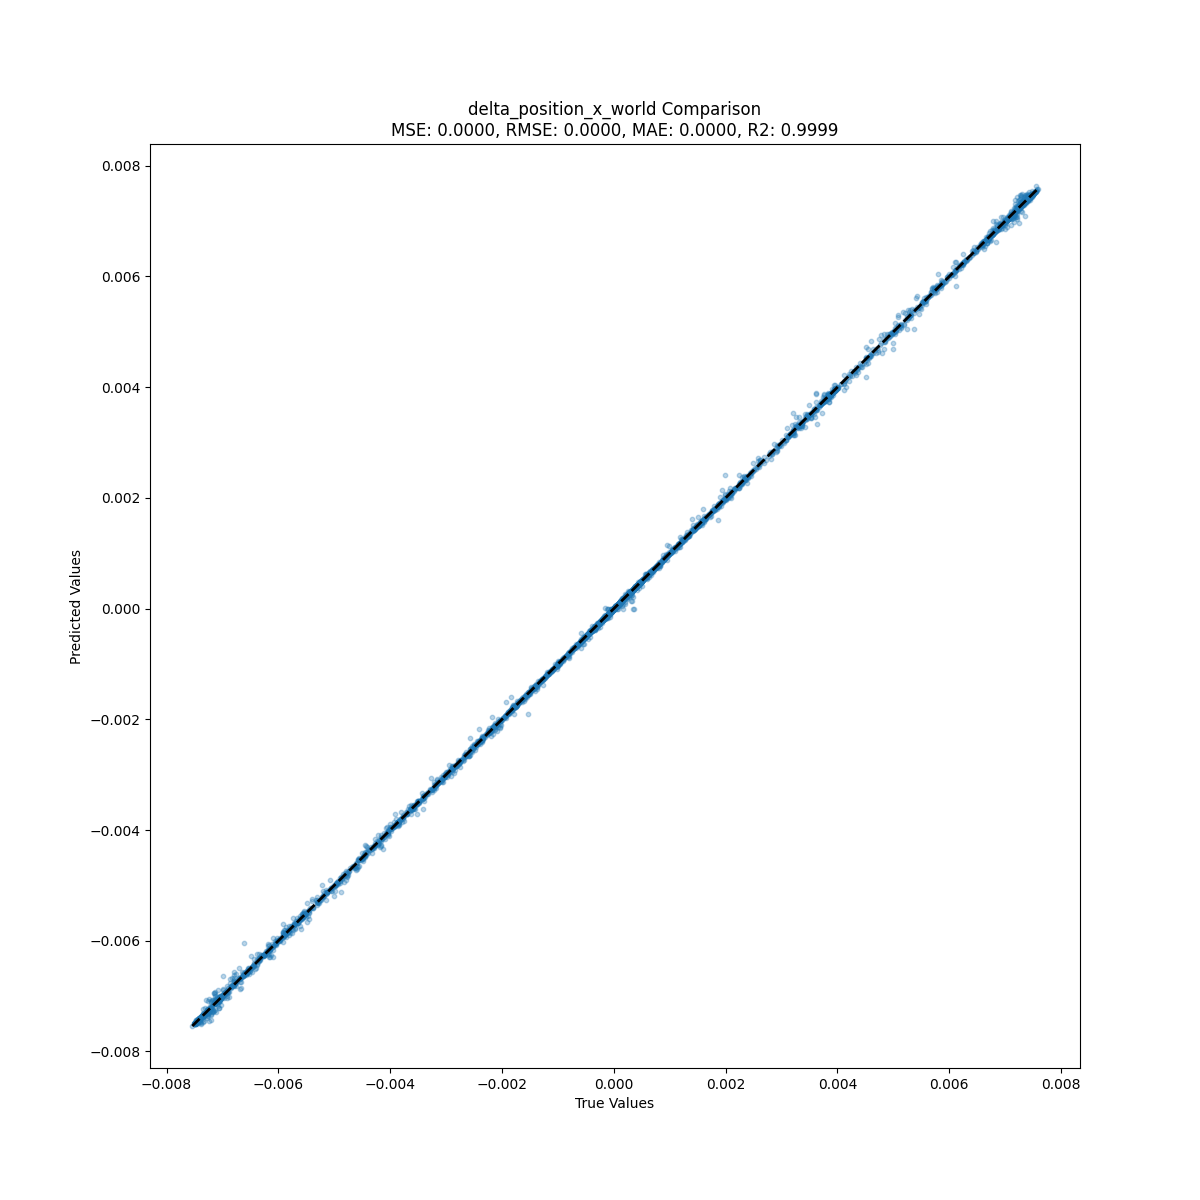 delta_position_x_world Comparison
MSE: 0.0000, RMSE: 0.0000, MAE: 0.0000, R2: 0.9999
0.008
0.006
0.004
0.002
0.000
−0.002
−0.004
−0.006
−0.008
Predicted Values
−0.008 −0.006 −0.004 −0.002 0.000 0.002 0.004 0.006 0.008
True Values